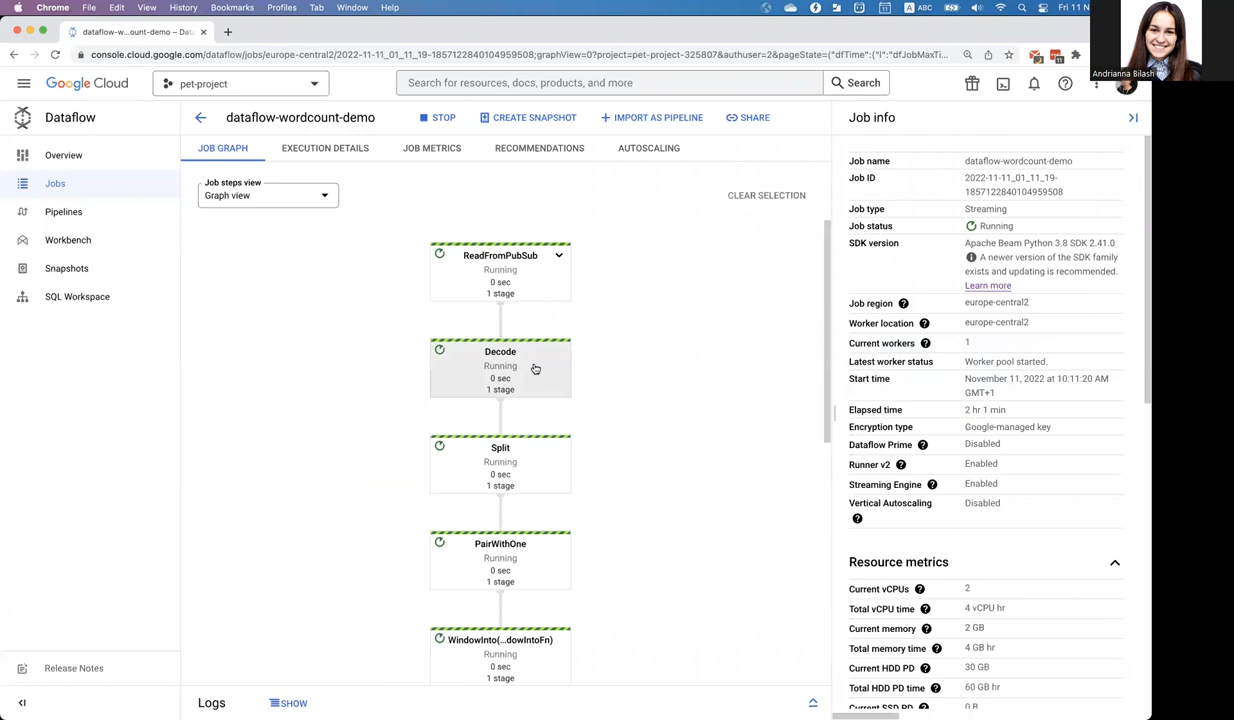 Chrome File Edit View History Bookmarks Profiles Tab Window Help
ABC
Fri 11 N
dataflow-w...ount-demo – Dat
console.cloud.google.com/dataflow/jobs/europe-central2/2022-11-11_01_11_19-1857122840104959508;graphView=0?project=pet-project-325807&authuser=2&pageState=("dfTime":("l":"dfJobMaxTi...
Andrianna Bilash
Google Cloud
pet-project
Search for resources, docs, products, and more
Search
Dataflow
dataflow-wordcount-demo
STOP
CREATE SNAPSHOT
IMPORT AS PIPELINE
SHARE
Job info
Overview
Jobs
Pipelines
Workbench
Snapshots
SQL Workspace
Release Notes
JOB GRAPH
EXECUTION DETAILS
JOB METRICS
RECOMMENDATIONS
AUTOSCALING
Job steps view
Graph view
CLEAR SELECTION
ReadFromPubSub
Running
0 sec
1 stage
Decode
Running
0 sec
1 stage
Split
Running
0 sec
1 stage
PairWithOne
Running
0 sec
1 stage
WindowInto(...dowIntoFn)
Running
0 sec
1 stage
Logs
SHOW
Job name dataflow-wordcount-demo
Job ID 2022-11-11_01_11_19-
1857122840104959508
Job type Streaming
Job status Running
SDK version Apache Beam Python 3.8 SDK 2.41.0
A newer version of the SDK family
exists and updating is recommended.
Learn more
Job region europe-central2
Worker location europe-central2
Current workers 1
Latest worker status Worker pool started.
Start time November 11, 2022 at 10:11:20 AM
GMT+1
Elapsed time 2 hr 1 min
Encryption type Google-managed key
Dataflow Prime Disabled
Runner v2 Enabled
Streaming Engine Enabled
Vertical Autoscaling Disabled
Resource metrics
Current vCPUs 2
Total vCPU time 4 vCPU hr
Current memory 2 GB
Total memory time 4 GB hr
Current HDD PD 30 GB
Total HDD PD time 60 GB hr
Current SSD PD 0 B